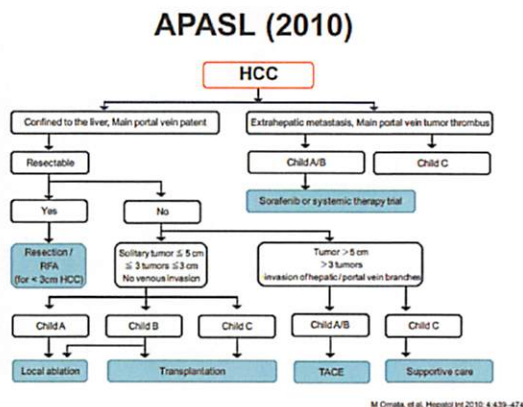 APASL (2010)
HCC
Confined to the liver, Main portal vein patent
Extrahepatic metastasis, Main portal vein tumor thrombus
Resectable
Child A/B
Child C
Sorafenib or systemic therapy trial
Yes
No
Resection /
RFA
(for < 3cm HCC)
Solitary tumor ≦ 5 cm
≦ 3 tumors ≦ 3 cm
No venous invasion
Tumor > 5 cm
> 3 tumors
invasion of hepatic / portal vein branches
Child A
Child B
Child C
Child A/B
Child C
Local ablation
Transplantation
TACE
Supportive care
M Omata, et al. Hepatol Int 2010; 4:439-474